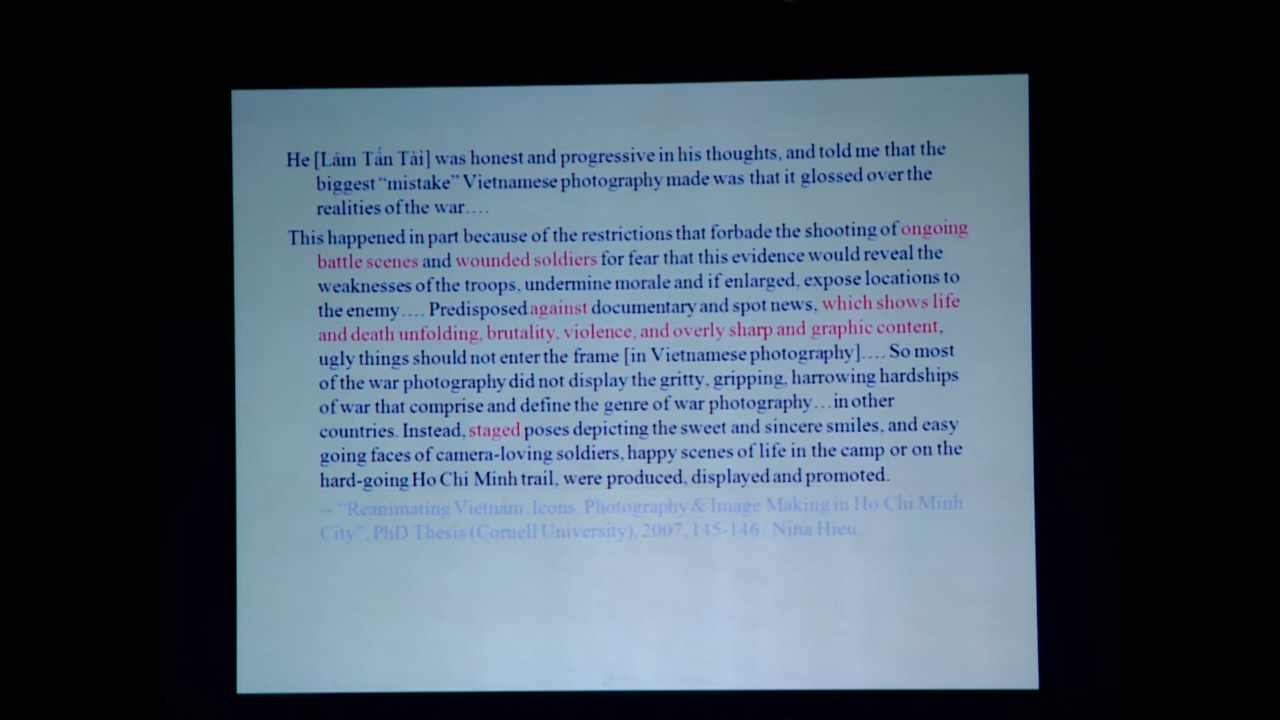 He [Lâm Tấn Tài] was honest and progressive in his thoughts, and told me that the
biggest “mistake” Vietnamese photography made was that it glossed over the
realities of the war….
This happened in part because of the restrictions that forbade the shooting of ongoing
battle scenes and wounded soldiers for fear that this evidence would reveal the
weaknesses of the troops, undermine morale and if enlarged, expose locations to
the enemy…. Predisposed against documentary and spot news, which shows life
and death unfolding, brutality, violence, and overly sharp and graphic content,
ugly things should not enter the frame [in Vietnamese photography]…. So most
of the war photography did not display the gritty, gripping, harrowing hardships
of war that comprise and define the genre of war photography…in other
countries. Instead, staged poses depicting the sweet and sincere smiles, and easy
going faces of camera-loving soldiers, happy scenes of life in the camp or on the
hard-going Ho Chi Minh trail, were produced, displayed and promoted.
-- “Reanimating Vietnam: Icons, Photography & Image Making in Ho Chi Minh
City”, PhD Thesis (Cornell University), 2007, 145-146/ Nina Hien